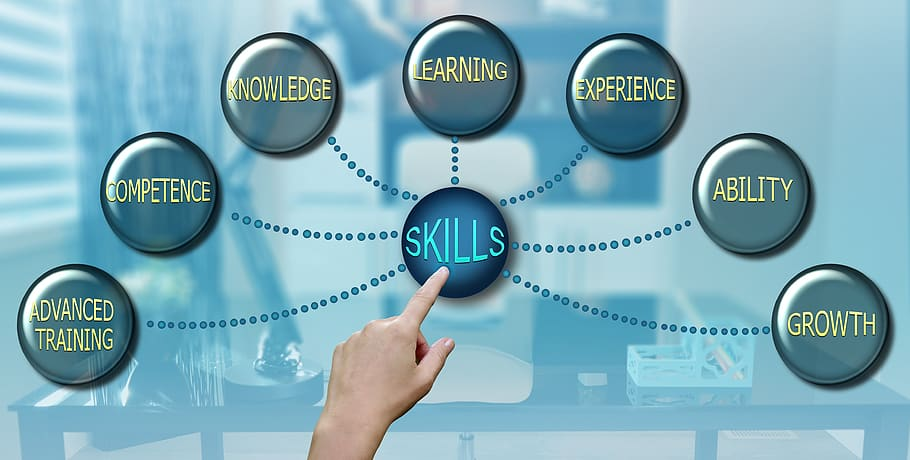 LEARNING
KNOWLEDGE
EXPERIENCE
COMPETENCE
ABILITY
SKILLS
ADVANCED
TRAINING
GROWTH